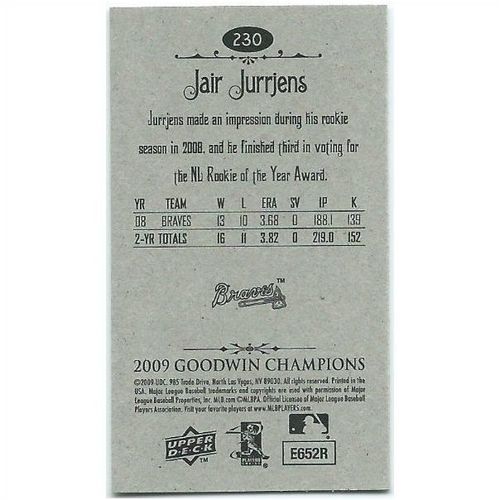 230
Jair Jurrjens
Jurrjens made an impression during his rookie
season in 2008, and he finished third in voting for
the NL Rookie of the Year Award.
YR TEAM W L ERA SV IP K
08 BRAVES 13 10 3.68 0 188.1 139
2-YR TOTALS 16 11 3.82 0 219.0 152
Braves™
2009 GOODWIN CHAMPIONS
©2009 UDC. 985 Trade Drive, North Las Vegas, NV 89030. All rights reserved. Printed in the
USA. Major League Baseball trademarks and copyrights are used with permission of Major
League Baseball Properties, Inc. MLB.com ©MLBPA. Official Licensee of Major League Baseball
Players Association. Visit your favorite players at www.MLBPLAYERS.com
UPPER
DECK™
E652R